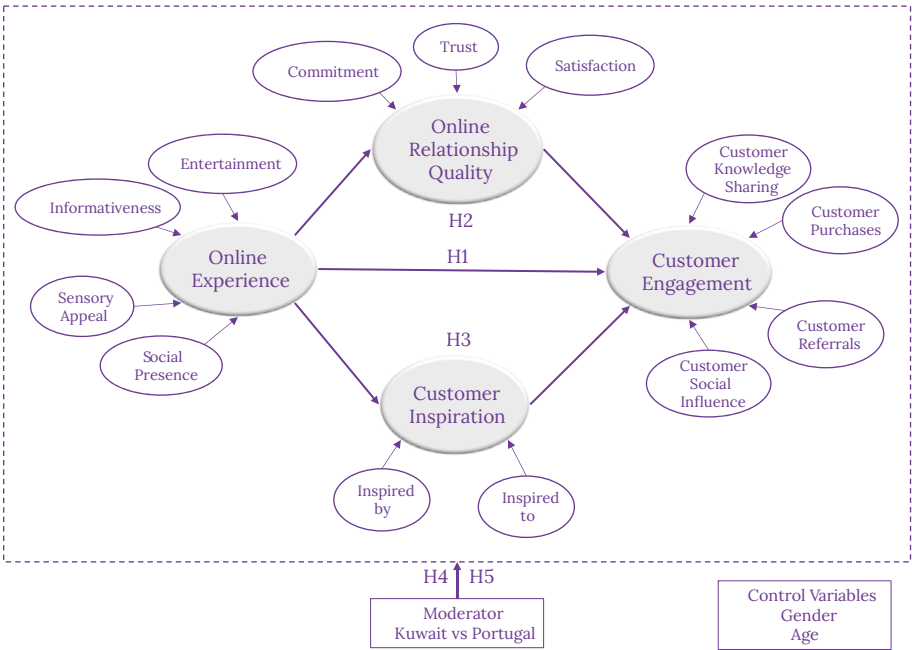 Trust
Commitment
Satisfaction
Online
Relationship
Quality
Entertainment
Customer
Knowledge
Sharing
Informativeness
Customer
Purchases
H2
H1
Online
Experience
Customer
Engagement
Sensory
Appeal
Social
Presence
H3
Customer
Referrals
Customer
Social
Influence
Customer
Inspiration
Inspired
by
Inspired
to
H4 H5
Moderator
Kuwait vs Portugal
Control Variables
Gender
Age